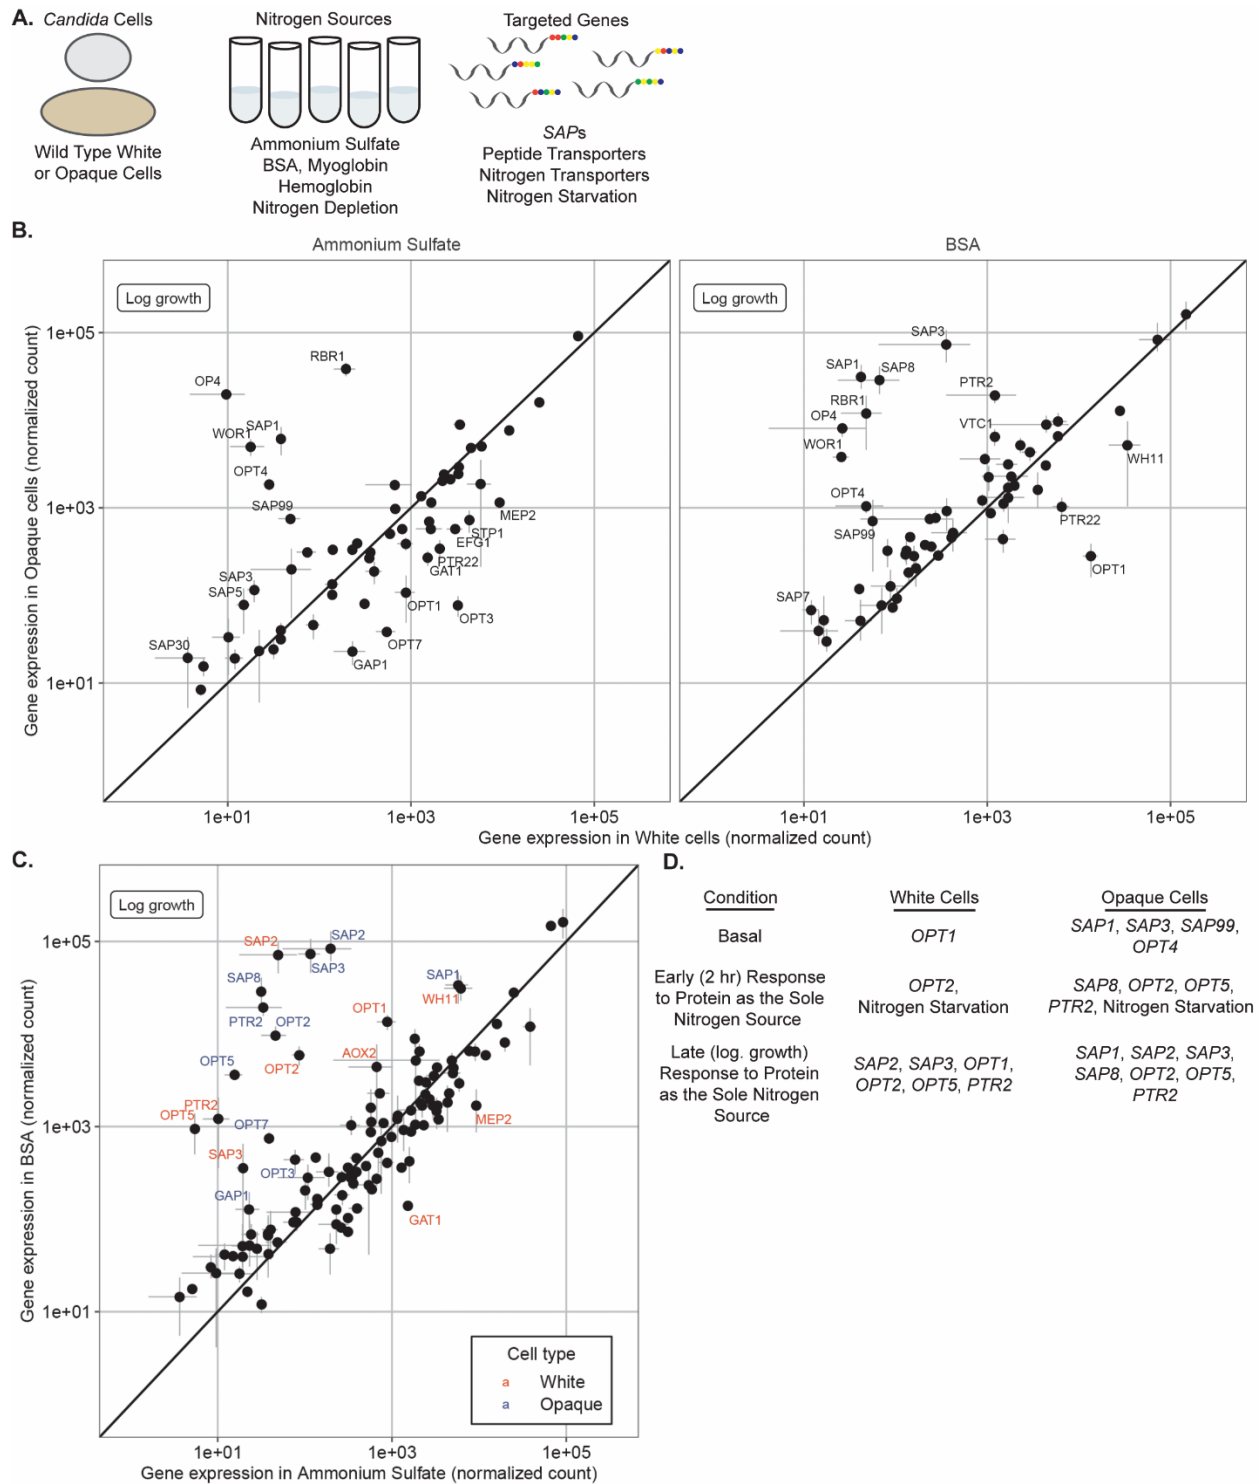 A.
Candida Cells
Nitrogen Sources
Targeted Genes
Wild Type White
or Opaque Cells
Ammonium Sulfate
BSA, Myoglobin
Hemoglobin
Nitrogen Depletion
SAPs
Peptide Transporters
Nitrogen Transporters
Nitrogen Starvation
B.
Ammonium Sulfate
BSA
Gene expression in Opaque cells (normalized count)
Log growth
1e+05
1e+03
1e+01
RBR1
OP4
SAP1
WOR1
OPT4
SAP99
MEP2
STP1
EFG1
PTR22
GAT1
SAP3
SAP5
OPT1
OPT3
OPT7
SAP30
GAP1
1e+01
1e+03
1e+05
Log growth
SAP3
SAP1
SAP8
PTR2
RBR1
OP4
VTC1
WOR1
WH11
OPT4
PTR22
SAP99
OPT1
SAP7
1e+01
1e+03
1e+05
Gene expression in White cells (normalized count)
C.
Gene expression in BSA (normalized count)
Log growth
1e+05
1e+03
1e+01
SAP2
SAP2
SAP3
SAP8
SAP1
WH11
PTR2
OPT2
OPT1
OPT5
OPT2
AOX2
PTR2
OPT5
OPT7
MEP2
SAP3
OPT3
GAP1
GAT1
Cell type
a White
a Opaque
1e+01
1e+03
1e+05
Gene expression in Ammonium Sulfate (normalized count)
D.
Condition
White Cells
Opaque Cells
Basal
OPT1
SAP1, SAP3, SAP99,
OPT4
Early (2 hr) Response
to Protein as the Sole
Nitrogen Source
OPT2,
Nitrogen Starvation
SAP8, OPT2, OPT5,
PTR2, Nitrogen Starvation
Late (log. growth)
Response to Protein
as the Sole Nitrogen
Source
SAP2, SAP3, OPT1,
OPT2, OPT5, PTR2
SAP1, SAP2, SAP3,
SAP8, OPT2, OPT5,
PTR2